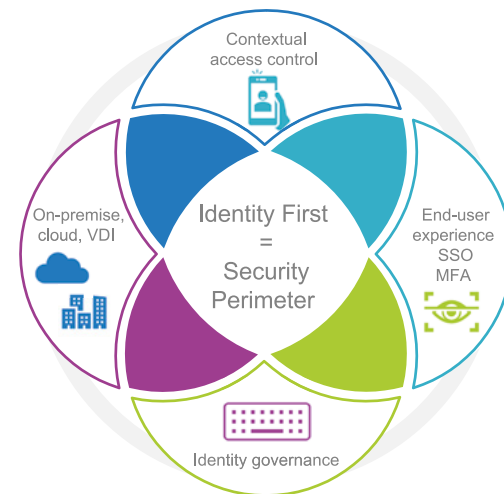 Contextual
access control
On-premise,
cloud, VDI
Identity First
=
Security
Perimeter
End-user
experience
SSO
MFA
Identity governance